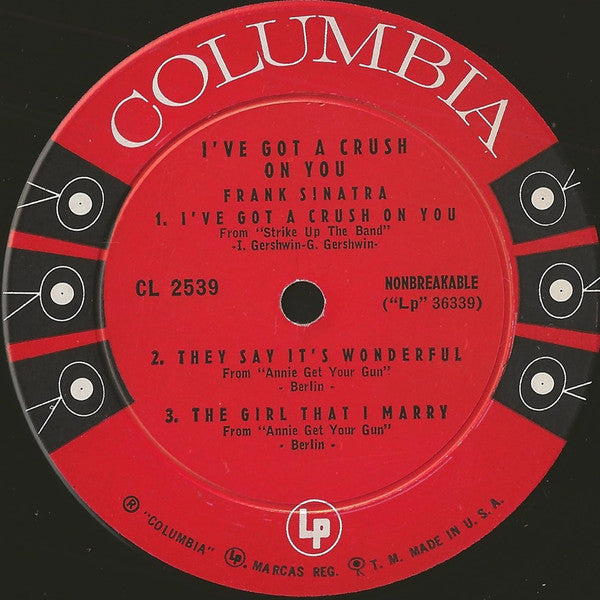 COLUMBIA
I'VE GOT A CRUSH
ON YOU
FRANK SINATRA
1. I'VE GOT A CRUSH ON YOU
From "Strike Up The Band"
-I. Gershwin-G. Gershwin-
CL 2539
NONBREAKABLE
("Lp" 36339)
2. THEY SAY IT'S WONDERFUL
From "Annie Get Your Gun"
- Berlin -
3. THE GIRL THAT I MARRY
From "Annie Get Your Gun"
- Berlin -
Lp
® "COLUMBIA" Lp. MARCAS REG. T. M. MADE IN U. S. A.